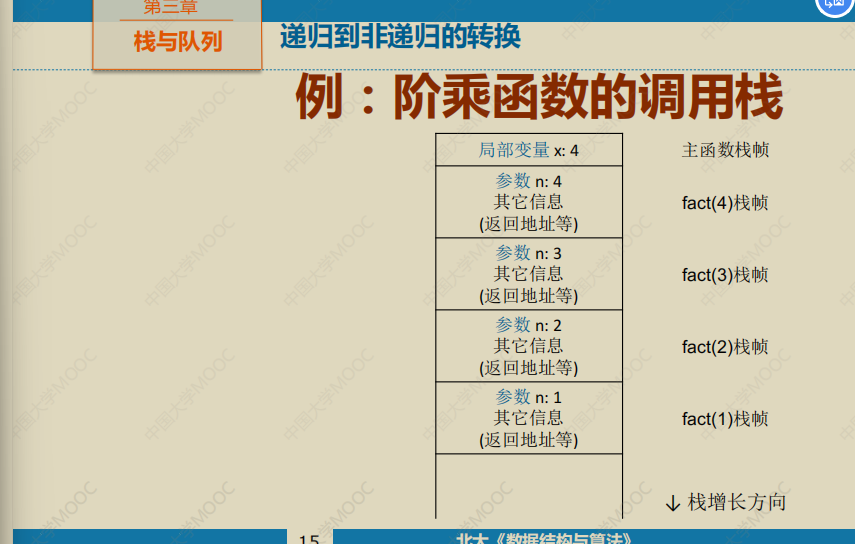 第三章
栈与队列
递归到非递归的转换
例：阶乘函数的调用栈
局部变量 x: 4
主函数栈帧
参数 n: 4
其它信息
(返回地址等)
fact(4)栈帧
参数 n: 3
其它信息
(返回地址等)
fact(3)栈帧
参数 n: 2
其它信息
(返回地址等)
fact(2)栈帧
参数 n: 1
其它信息
(返回地址等)
fact(1)栈帧
↓ 栈增长方向
15
北大《数据结构与算法》
中国大学MOOC